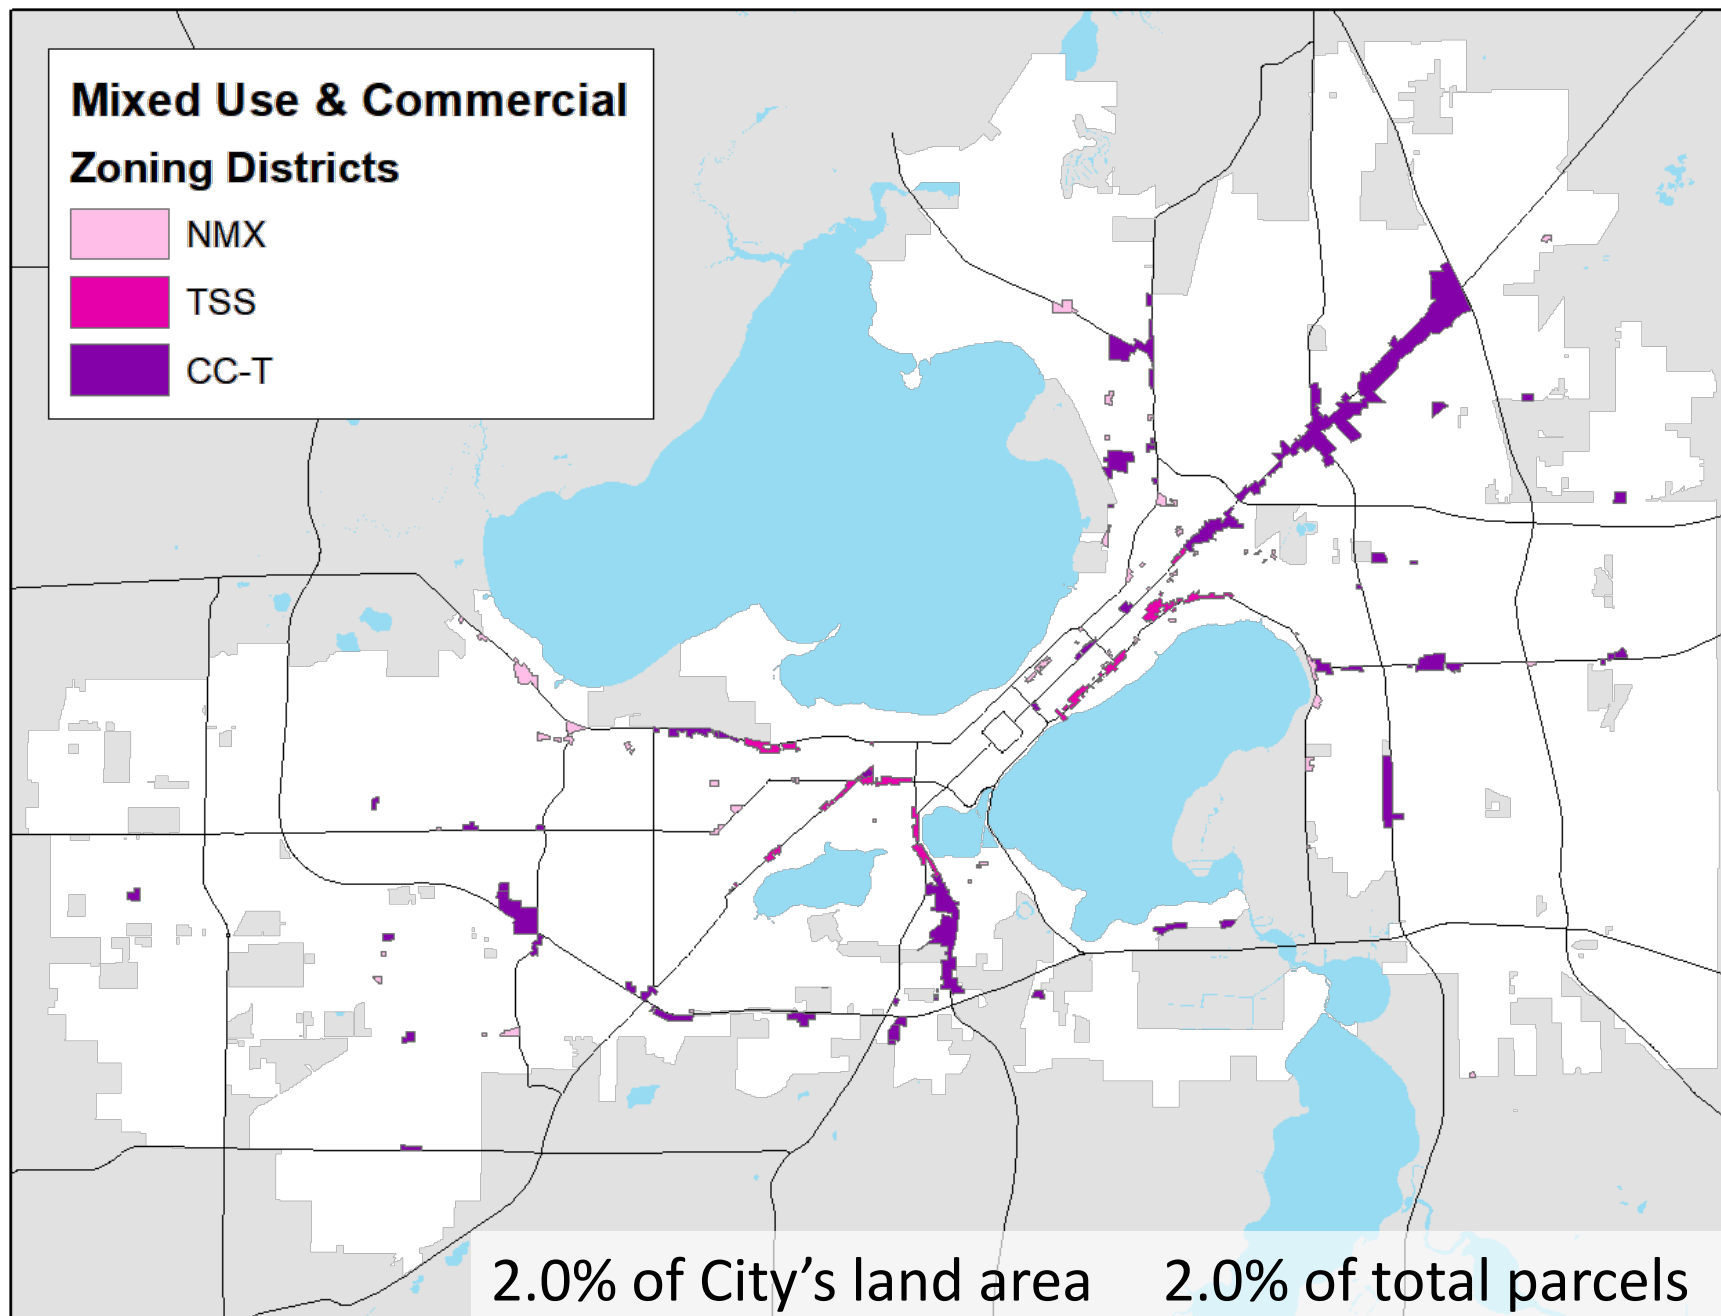 Mixed Use & Commercial
Zoning Districts
NMX
TSS
CC-T
2.0% of City’s land area 2.0% of total parcels